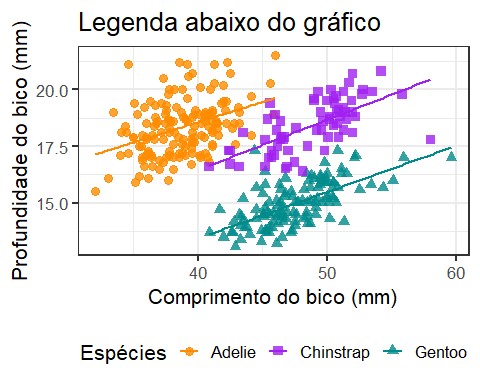 Legenda abaixo do gráfico
Profundidade do bico (mm)
20.0
17.5
15.0
40 50 60
Comprimento do bico (mm)
Espécies Adelie Chinstrap Gentoo